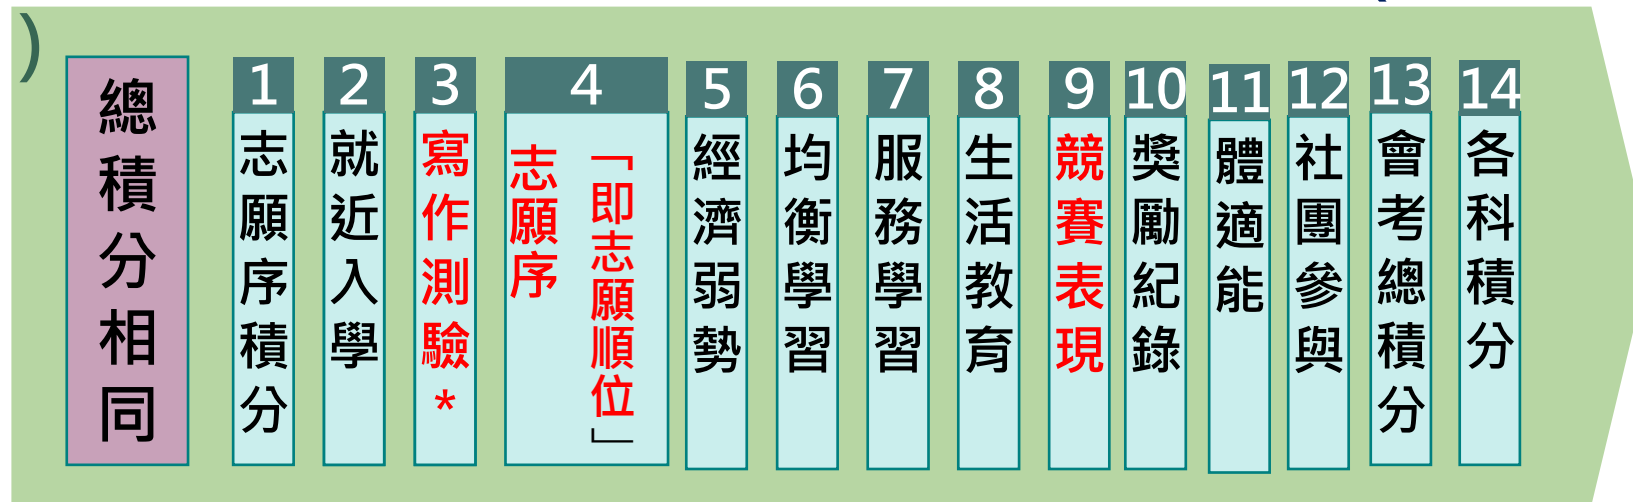 )
總積分相同
1
志願序積分
2
就近入學
3
寫作測驗*
4
「即志願順位」
志願序
5
經濟弱勢
6
均衡學習
7
服務學習
8
生活教育
9
競賽表現
10
獎勵紀錄
11
體適能
12
社團參與
13
會考總積分
14
各科積分